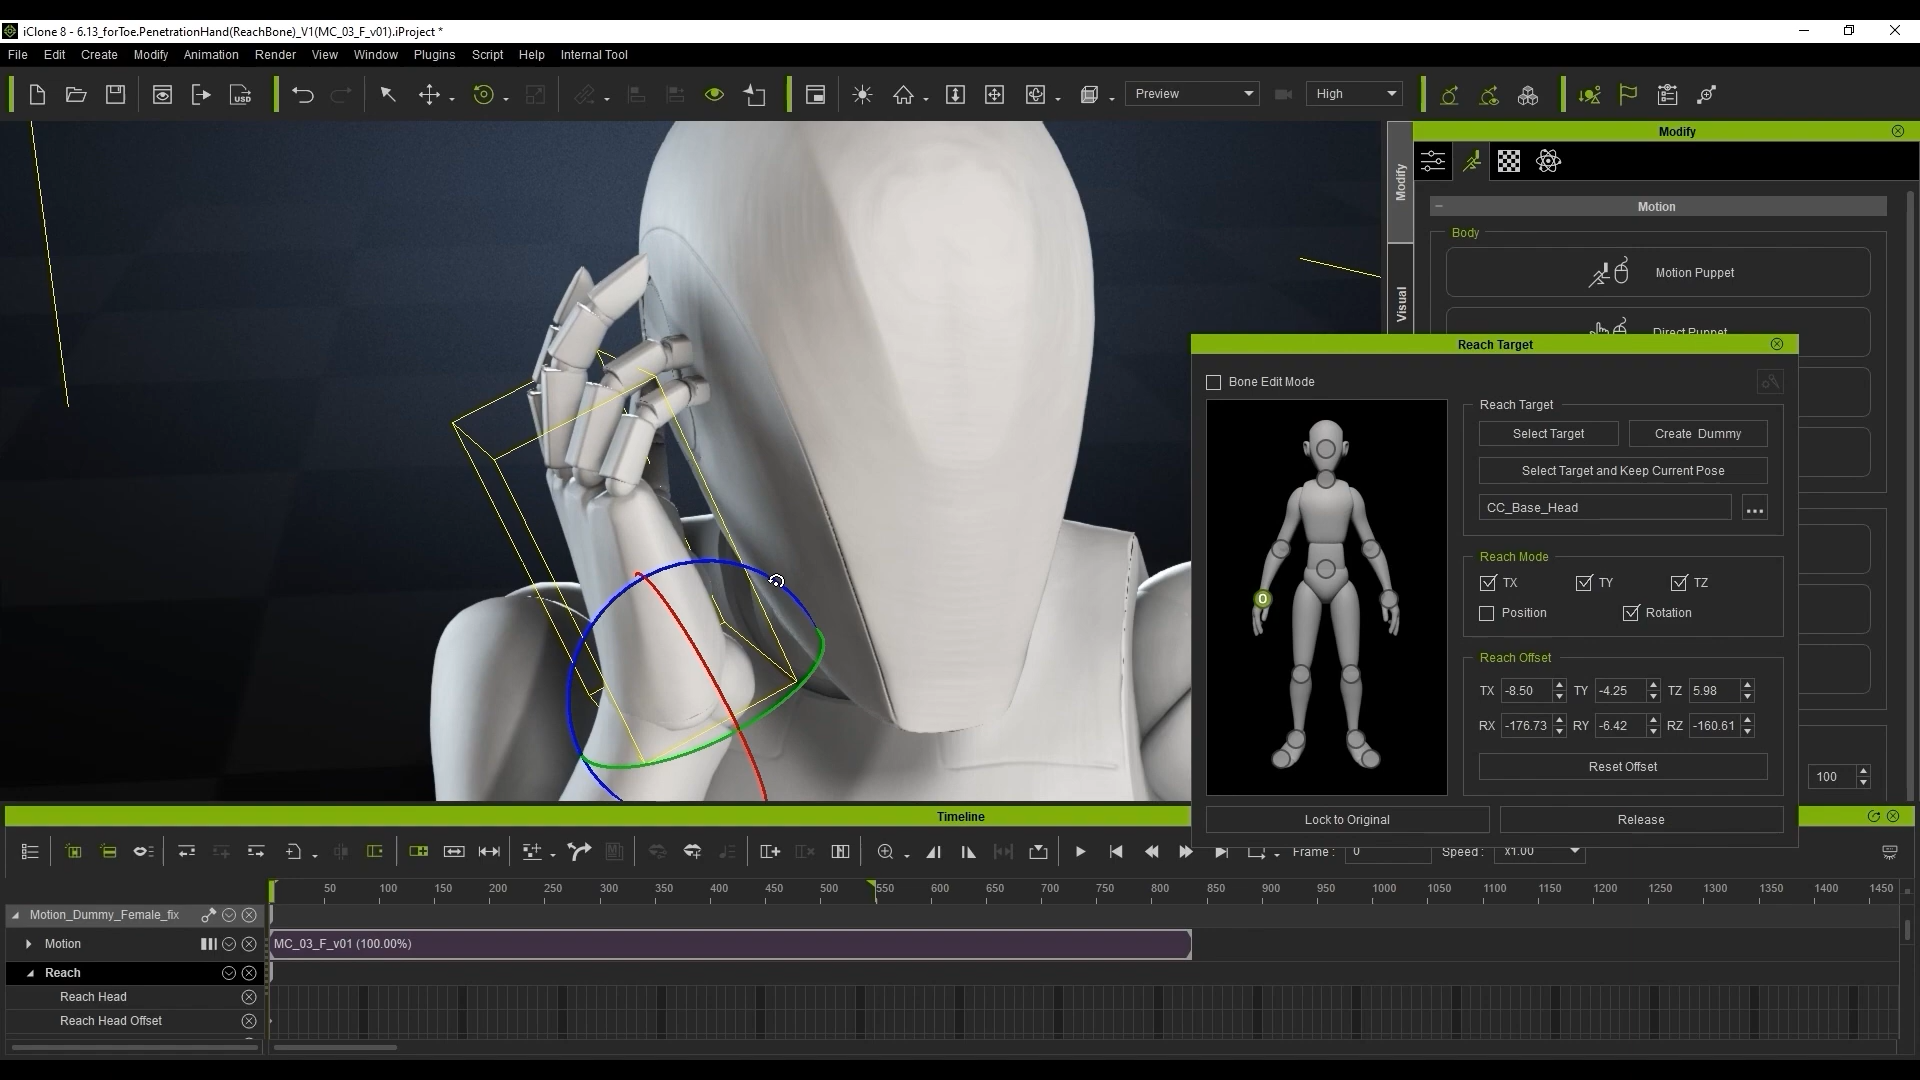 iClone 8 - 6.13_forToe.PenetrationHand(ReachBone)_V1(MC_03_F_v01).iProject *
File Edit Create Modify Animation Render View Window Plugins Script Help Internal Tool
USD Preview High
Modify
Modify
Visual
Motion
Body
Motion Puppet
Direct Puppet
Reach Target
Bone Edit Mode
Reach Target
Select Target Create Dummy
Select Target and Keep Current Pose
CC_Base_Head ...
Reach Mode
TX TY TZ
Position Rotation
Reach Offset
TX -8.50 TY -4.25 TZ 5.98
RX -176.73 RY -6.42 RZ -160.61
Reset Offset
100
Lock to Original Release
Timeline
Frame : 0 Speed : x1.00
50 100 150 200 250 300 350 400 450 500 550 600 650 700 750 800 850 900 950 1000 1050 1100 1150 1200 1250 1300 1350 1400 1450
Motion_Dummy_Female_fix
Motion
MC_03_F_v01 (100.00%)
Reach
Reach Head
Reach Head Offset